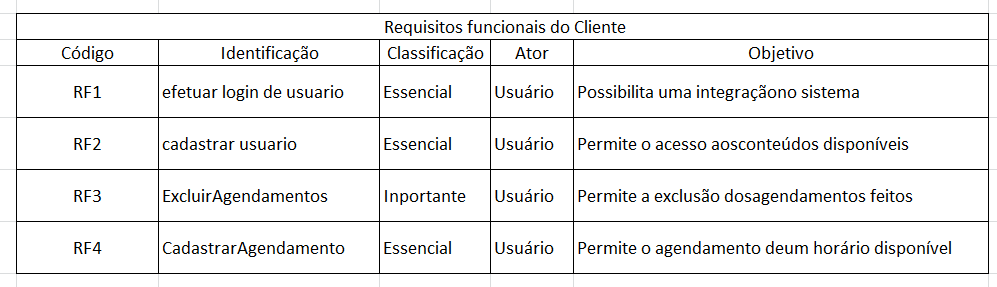 Requisitos funcionais do Cliente
Código Identificação Classificação Ator Objetivo
RF1 efetuar login de usuario Essencial Usuário Possibilita uma integraçãono sistema
RF2 cadastrar usuario Essencial Usuário Permite o acesso aosconteúdos disponíveis
RF3 ExcluirAgendamentos Inportante Usuário Permite a exclusão dosagendamentos feitos
RF4 CadastrarAgendamento Essencial Usuário Permite o agendamento deum horário disponível